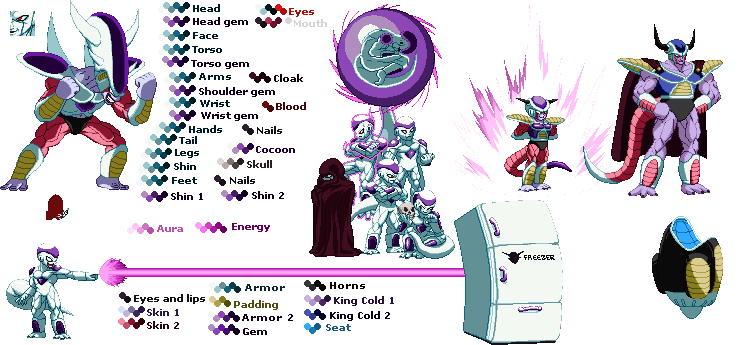 Head
Head gem
Face
Torso
Torso gem
Arms
Shoulder gem
Wrist
Wrist gem
Hands
Tail
Legs
Shin
Feet
Shin 1
Eyes
Mouth
Cloak
Blood
Nails
Cocoon
Skull
Nails
Shin 2
Aura
Energy
Eyes and lips
Skin 1
Skin 2
Armor
Padding
Armor 2
Gem
Horns
King Cold 1
King Cold 2
Seat
FREEZER